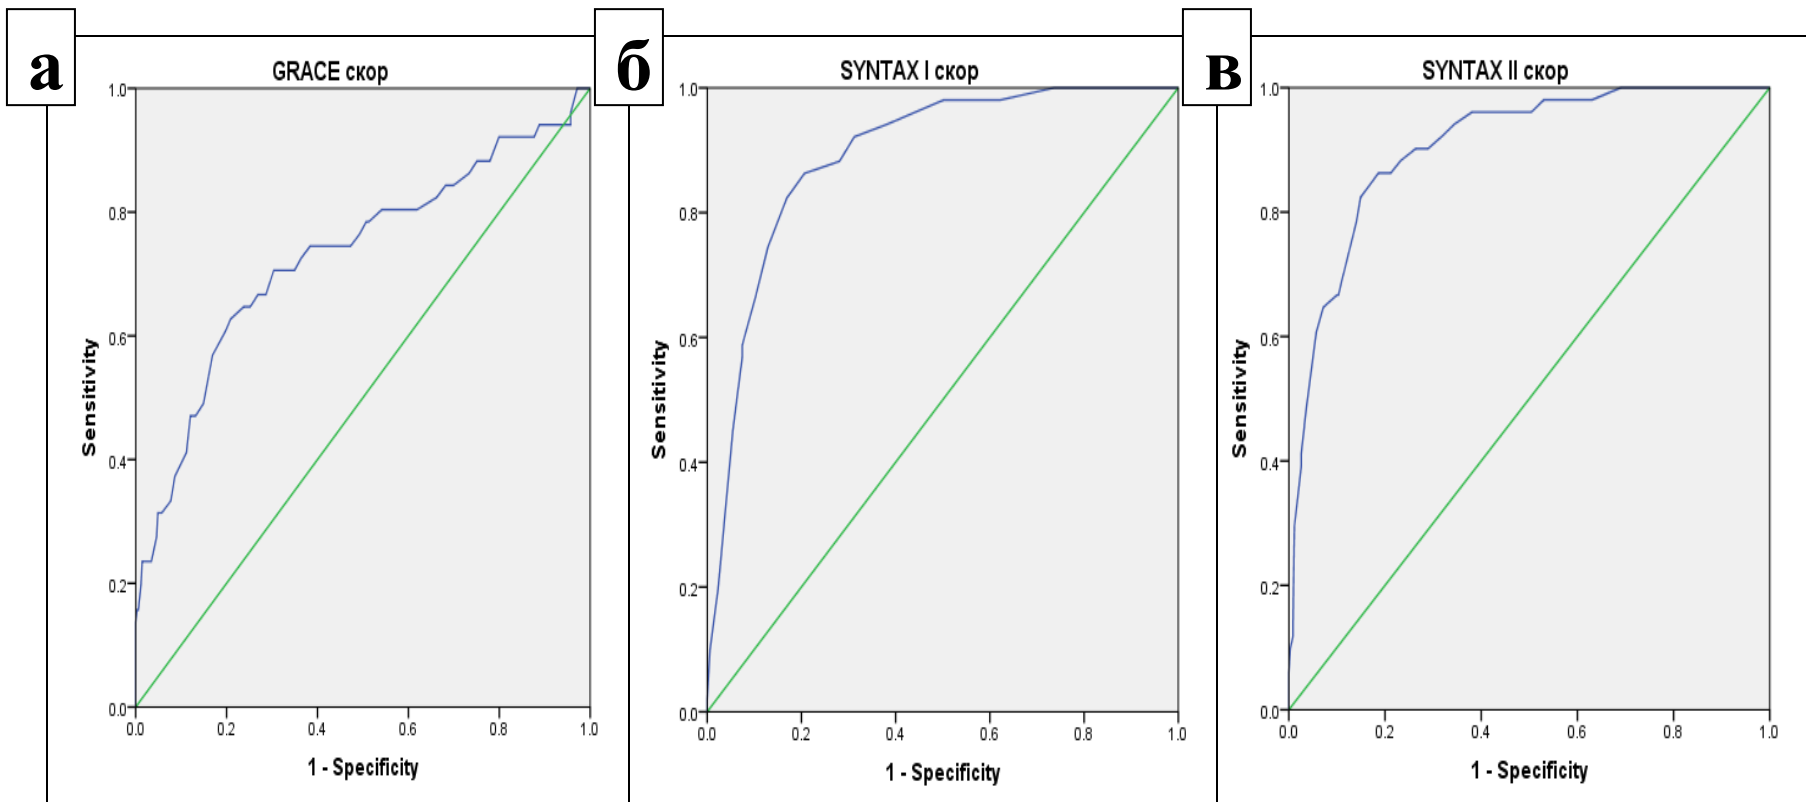 а
GRACE скор
1.0
0.8
0.6
0.4
0.2
0.0
Sensitivity
0.0 0.2 0.4 0.6 0.8 1.0
1 - Specificity
б
SYNTAX I скор
1.0
0.8
0.6
0.4
0.2
0.0
Sensitivity
0.0 0.2 0.4 0.6 0.8 1.0
1 - Specificity
в
SYNTAX II скор
1.0
0.8
0.6
0.4
0.2
0.0
Sensitivity
0.0 0.2 0.4 0.6 0.8 1.0
1 - Specificity